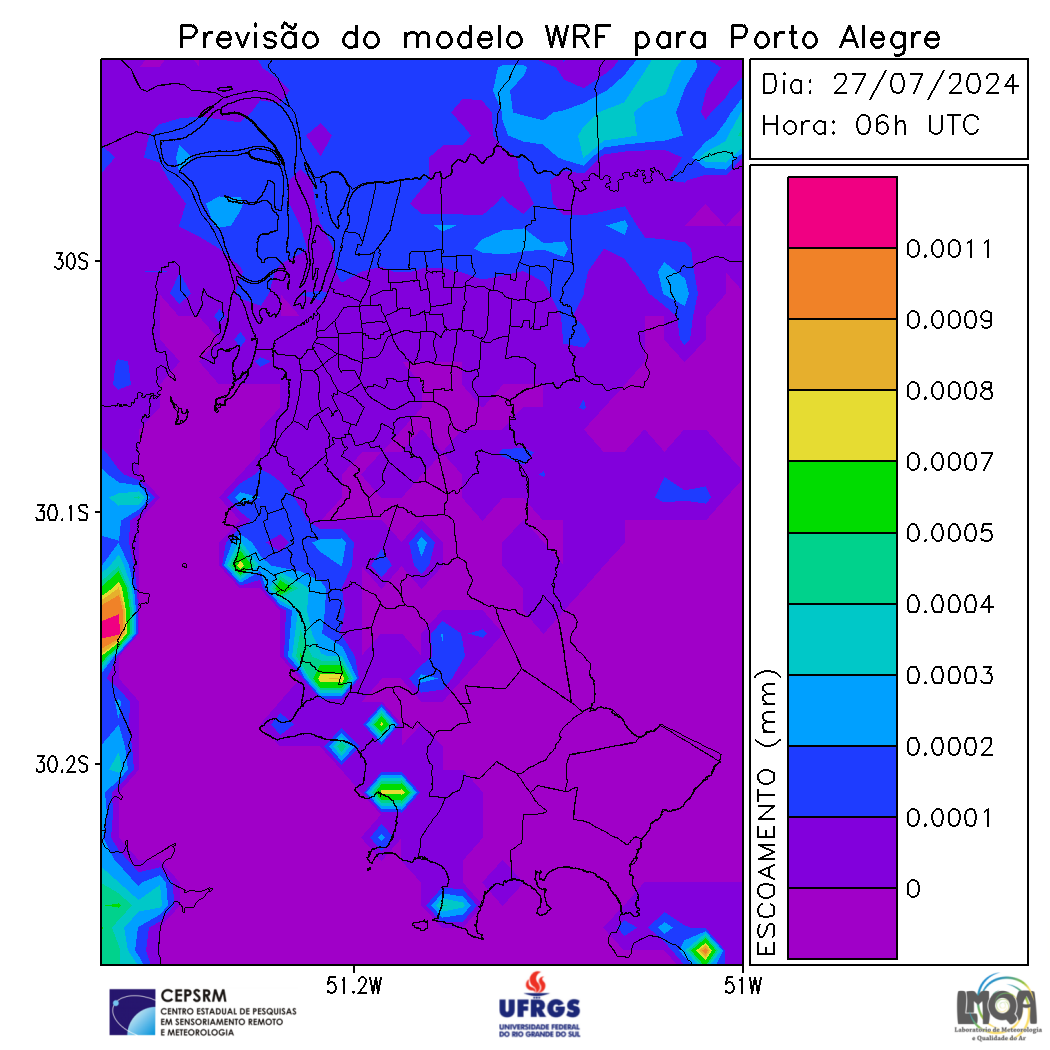 Previsão do modelo WRF para Porto Alegre
Dia: 27/07/2024
Hora: 06h UTC
30S
30.1S
30.2S
51.2W
51W
ESCOAMENTO (mm)
0.0011
0.0009
0.0008
0.0007
0.0005
0.0004
0.0003
0.0002
0.0001
0
CEPSRM
CENTRO ESTADUAL DE PESQUISAS
EM SENSORIAMENTO REMOTO
E METEOROLOGIA
UFRGS
UNIVERSIDADE FEDERAL
DO RIO GRANDE DO SUL
LMQA
Laboratório de Meteorologia
e Qualidade do Ar